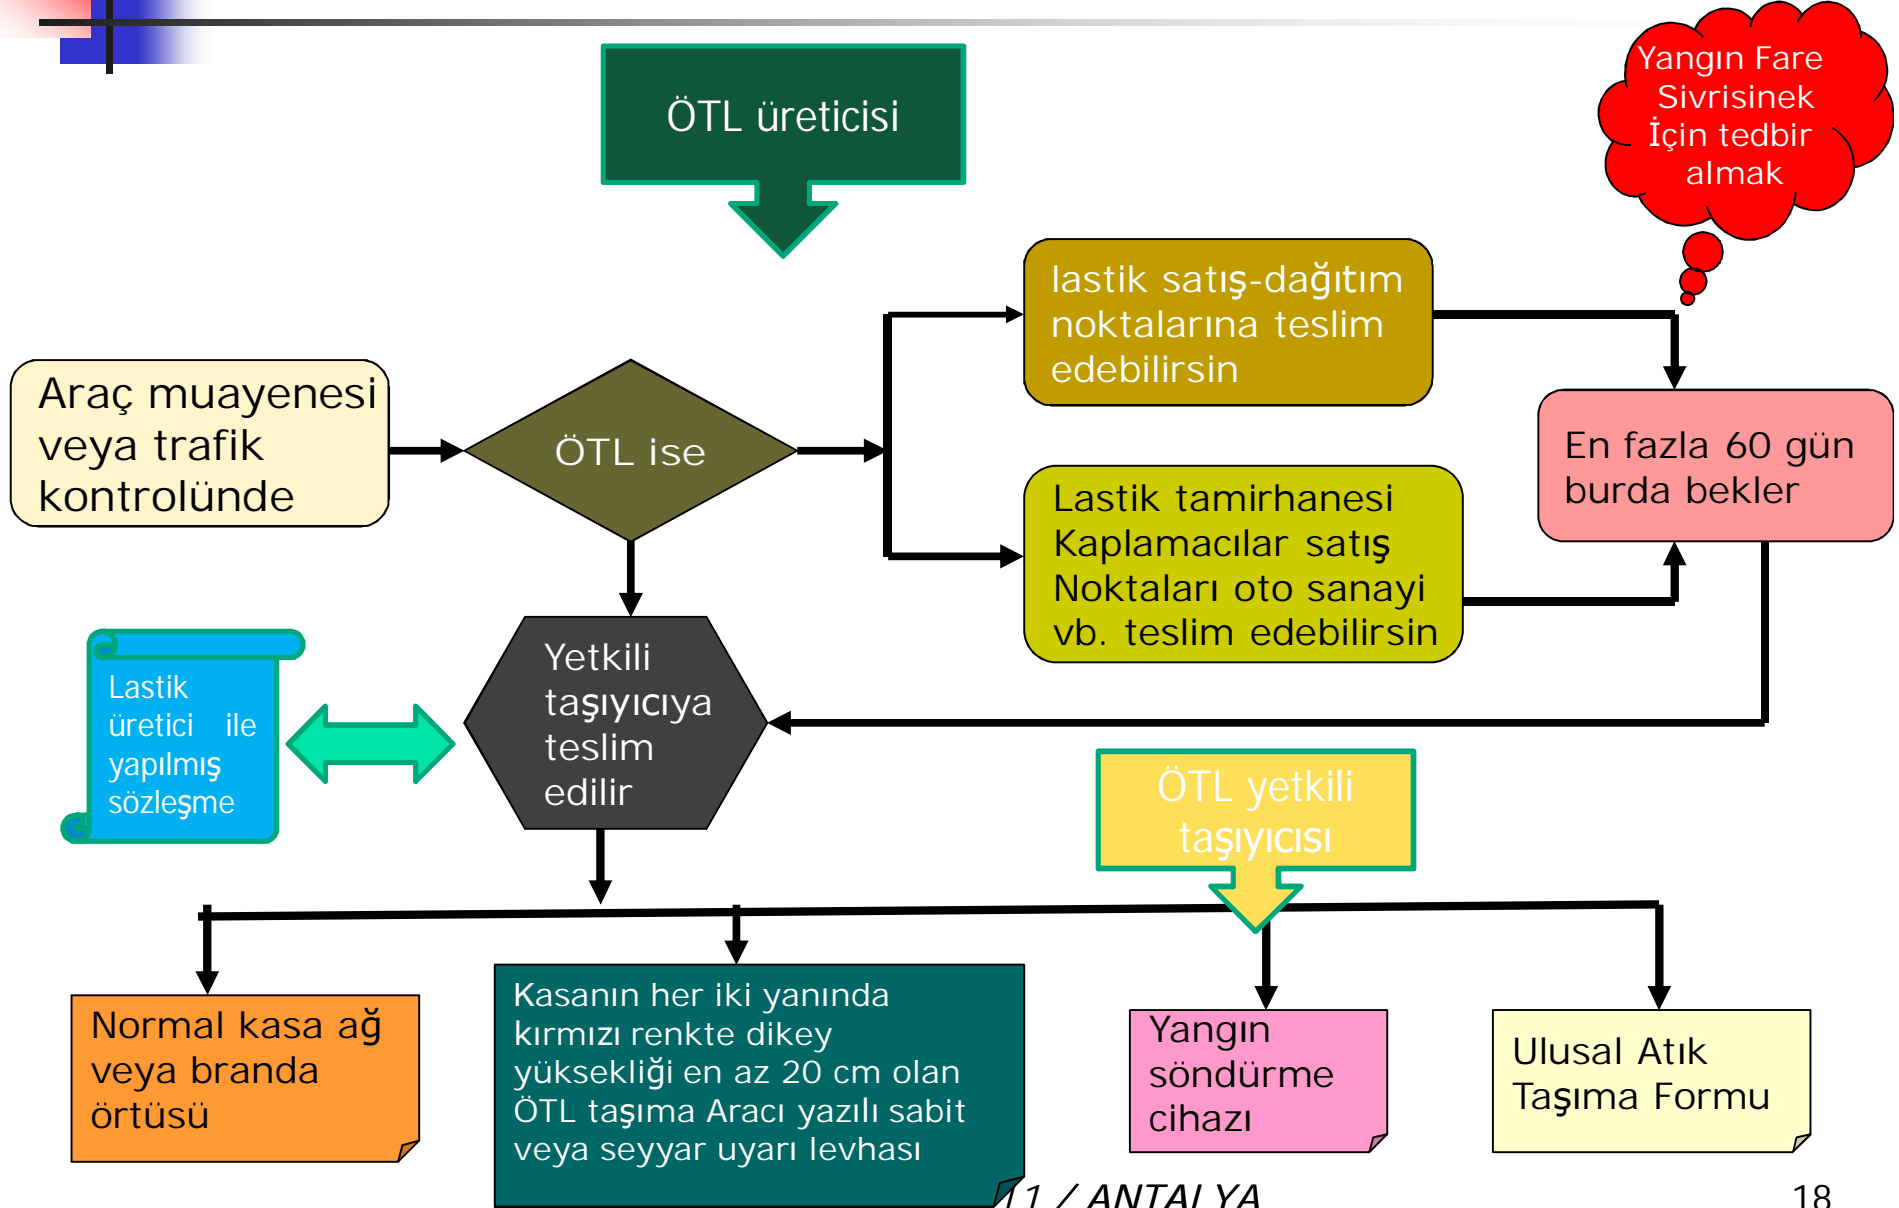 ÖTL üreticisi
Yangın Fare
Sivrisinek
İçin tedbir
almak
lastik satış-dağıtım
noktalarına teslim
edebilirsin
Araç muayenesi
veya trafik
kontrolünde
ÖTL ise
En fazla 60 gün
burda bekler
Lastik tamirhanesi
Kaplamacılar satış
Noktaları oto sanayi
vb. teslim edebilirsin
Yetkili
taşıyıcıya
teslim
edilir
Lastik
üretici ile
yapılmış
sözleşme
ÖTL yetkili
taşıyıcısı
Normal kasa ağ
veya branda
örtüsü
Kasanın her iki yanında
kırmızı renkte dikey
yüksekliği en az 20 cm olan
ÖTL taşıma Aracı yazılı sabit
veya seyyar uyarı levhası
Yangın
söndürme
cihazı
Ulusal Atık
Taşıma Formu
/ ANTALYA
18